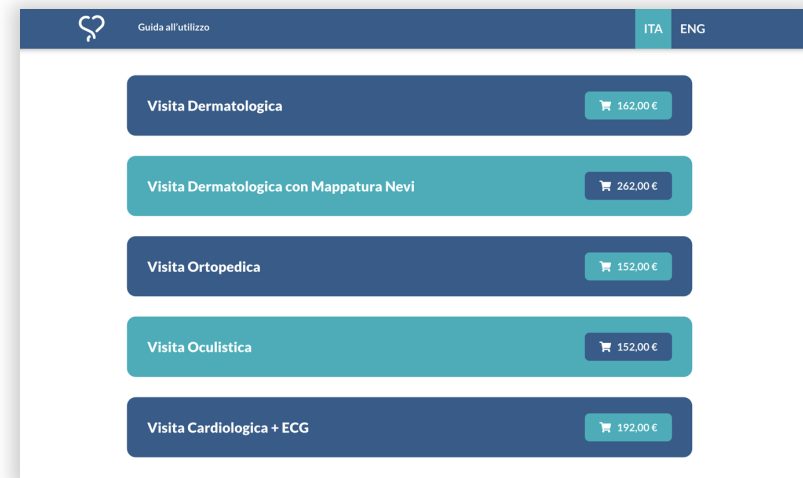 Guida all'utilizzo
ITA ENG
Visita Dermatologica 162,00 €
Visita Dermatologica con Mappatura Nevi 262,00 €
Visita Ortopedica 152,00 €
Visita Oculistica 152,00 €
Visita Cardiologica + ECG 192,00 €